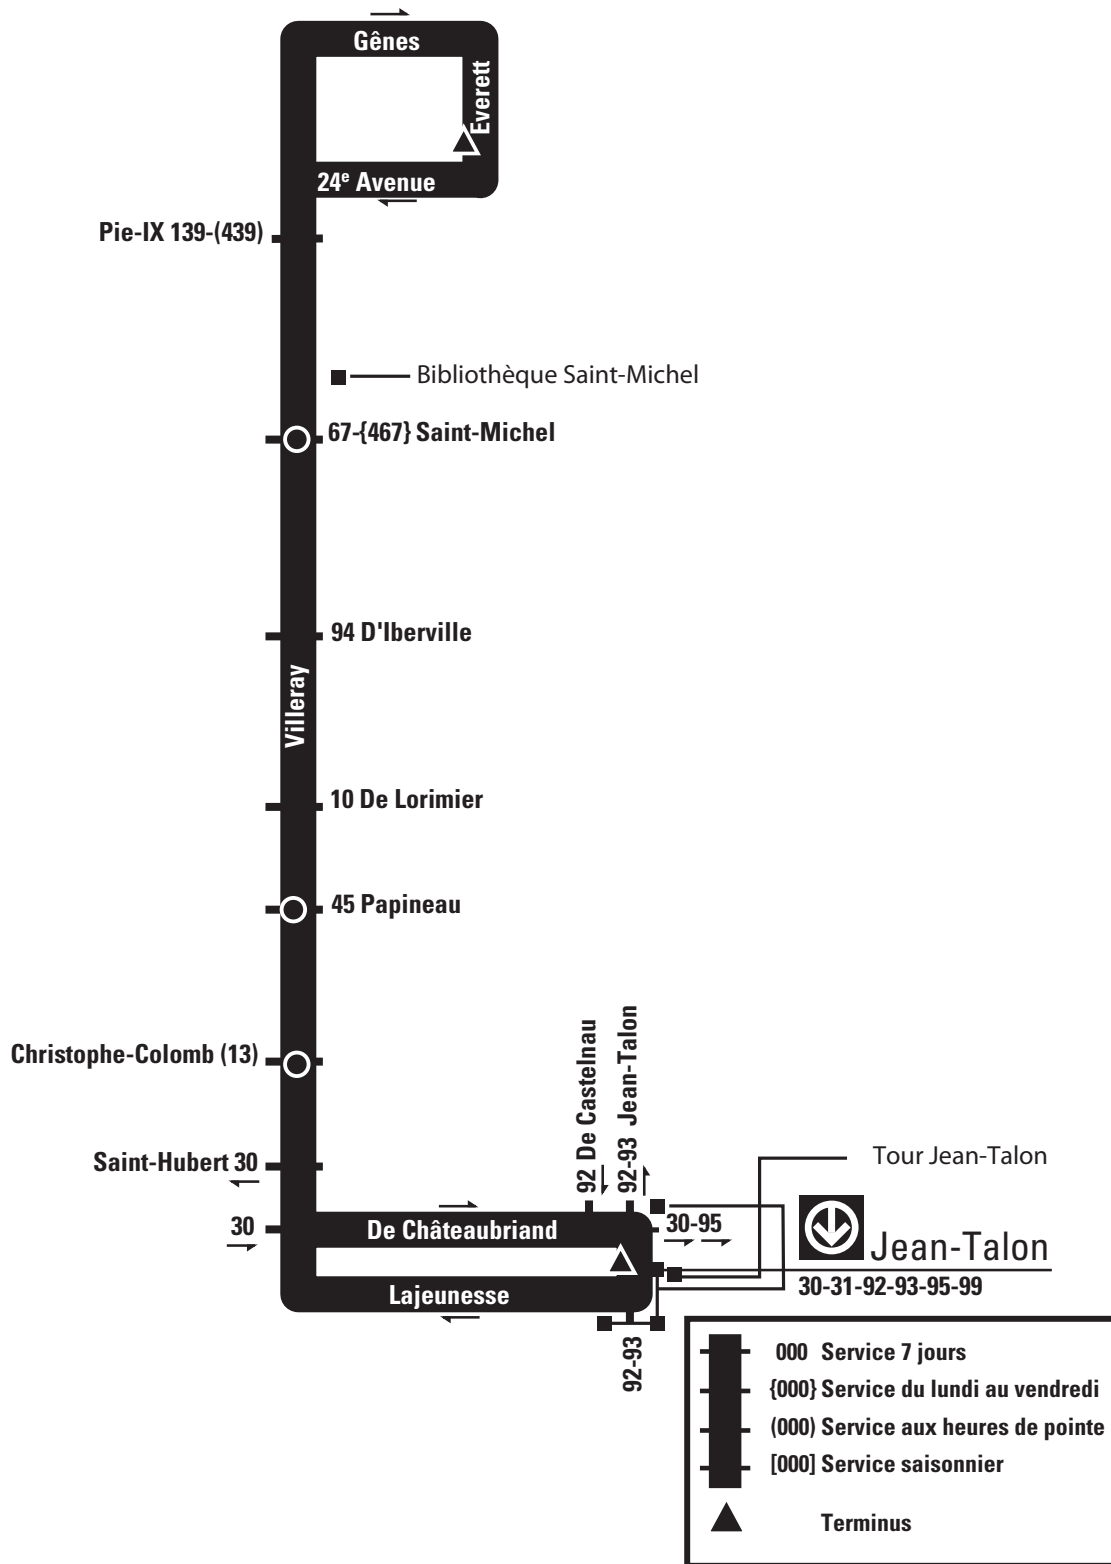 Gênes
Everett
24e Avenue
Pie-IX 139-(439)
Bibliothèque Saint-Michel
67-{467} Saint-Michel
94 D'Iberville
Villeray
10 De Lorimier
45 Papineau
Christophe-Colomb (13)
92 De Castelnau
92-93 Jean-Talon
Saint-Hubert 30
Tour Jean-Talon
30
De Châteaubriand
30-95
Jean-Talon
30-31-92-93-95-99
Lajeunesse
92-93
000 Service 7 jours
{000} Service du lundi au vendredi
(000) Service aux heures de pointe
[000] Service saisonnier
Terminus